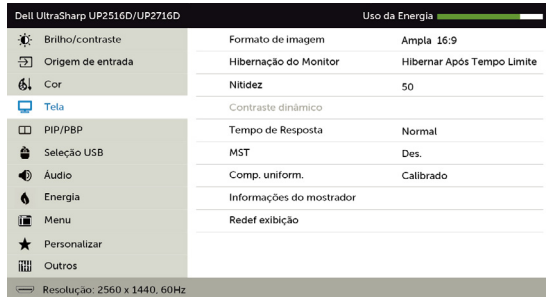 Dell UltraSharp UP2516D/UP2716D Uso da Energia
Brilho/contraste Formato de imagem Ampla 16:9
Origem de entrada Hibernação do Monitor Hibernar Após Tempo Limite
Cor Nitidez 50
Tela Contraste dinâmico
PIP/PBP Tempo de Resposta Normal
Seleção USB MST Des.
Áudio Comp. uniform. Calibrado
Energia Informações do mostrador
Menu Redef exibição
Personalizar
Outros
Resolução: 2560 x 1440, 60Hz